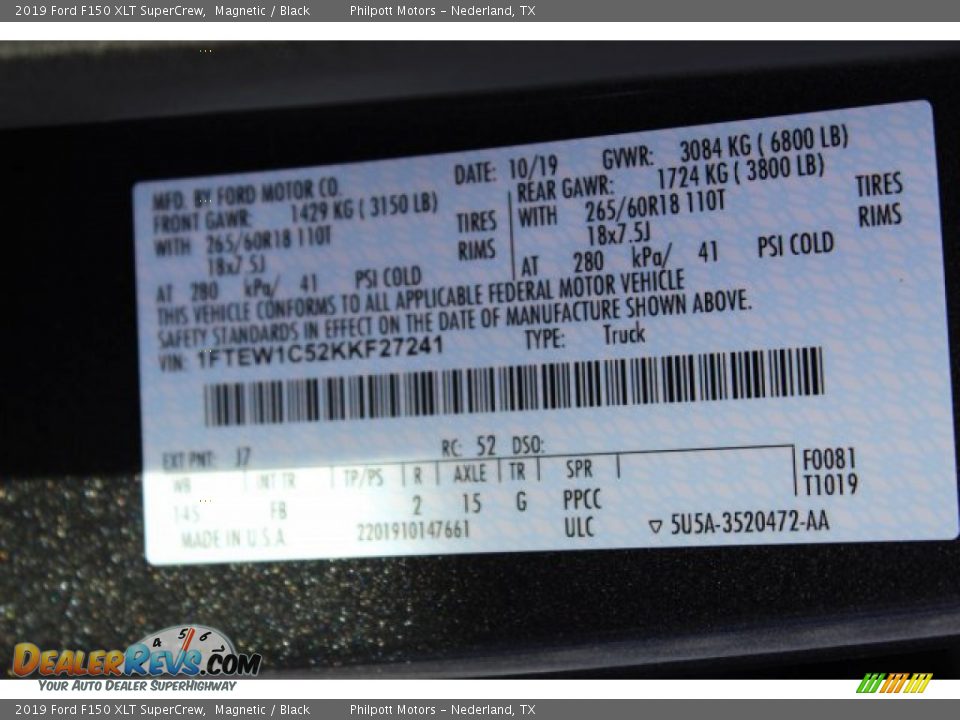 2019 Ford F150 XLT SuperCrew, Magnetic / Black Philpott Motors – Nederland, TX
MFD. BY FORD MOTOR CO. DATE: 10/19 GVWR: 3084 KG ( 6800 LB)
FRONT GAWR: 1429 KG ( 3150 LB) REAR GAWR: 1724 KG ( 3800 LB)
WITH 265/60R18 110T TIRES WITH 265/60R18 110T TIRES
18x7.5J RIMS 18x7.5J RIMS
AT 280 kPa/ 41 PSI COLD AT 280 kPa/ 41 PSI COLD
THIS VEHICLE CONFORMS TO ALL APPLICABLE FEDERAL MOTOR VEHICLE
SAFETY STANDARDS IN EFFECT ON THE DATE OF MANUFACTURE SHOWN ABOVE.
VIN: 1FTEW1C52KKF27241 TYPE: Truck
EXT PNT: J7 RC: 52 DSO:
WB INT TR TP/PS R AXLE TR SPR F0081
145 FB 2 15 G PPCC T1019
MADE IN U.S.A. 2201910147661 ULC ▽ 5U5A-3520472-AA
4 5 6
DEALERREVS.COM
YOUR AUTO DEALER SUPERHIGHWAY
2019 Ford F150 XLT SuperCrew, Magnetic / Black Philpott Motors – Nederland, TX